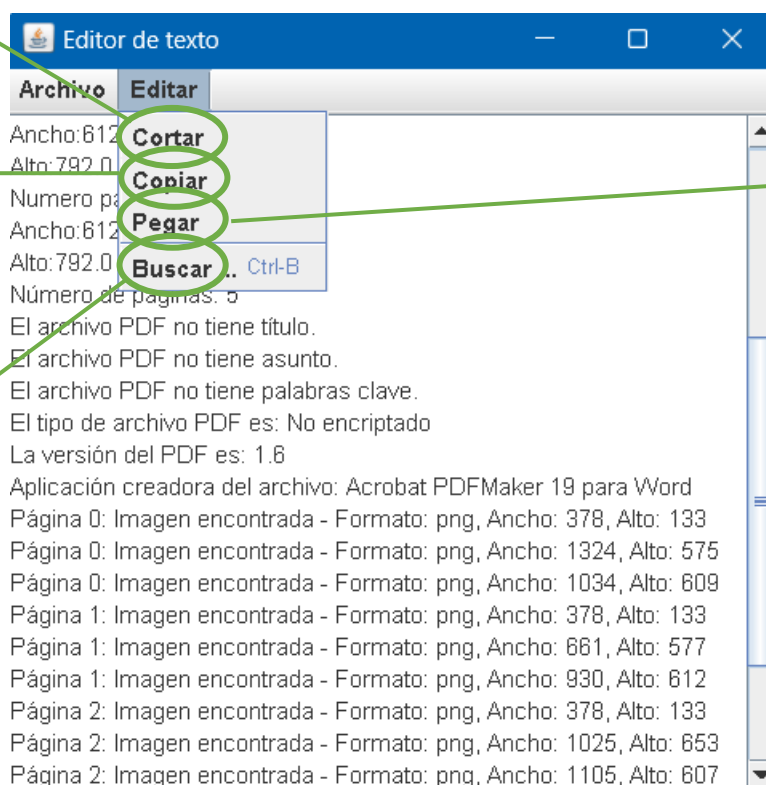 Editor de texto
Archivo Editar
Ancho:612
Cortar
Alto:792.0
Copiar
Numero pá
Pegar
Ancho:612
Alto:792.0
Buscar .. Ctrl-B
Número de páginas: 5
El archivo PDF no tiene título.
El archivo PDF no tiene asunto.
El archivo PDF no tiene palabras clave.
El tipo de archivo PDF es: No encriptado
La versión del PDF es: 1.6
Aplicación creadora del archivo: Acrobat PDFMaker 19 para Word
Página 0: Imagen encontrada - Formato: png, Ancho: 378, Alto: 133
Página 0: Imagen encontrada - Formato: png, Ancho: 1324, Alto: 575
Página 0: Imagen encontrada - Formato: png, Ancho: 1034, Alto: 609
Página 1: Imagen encontrada - Formato: png, Ancho: 378, Alto: 133
Página 1: Imagen encontrada - Formato: png, Ancho: 661, Alto: 577
Página 1: Imagen encontrada - Formato: png, Ancho: 930, Alto: 612
Página 2: Imagen encontrada - Formato: png, Ancho: 378, Alto: 133
Página 2: Imagen encontrada - Formato: png, Ancho: 1025, Alto: 653
Página 2: Imagen encontrada - Formato: png, Ancho: 1105, Alto: 607